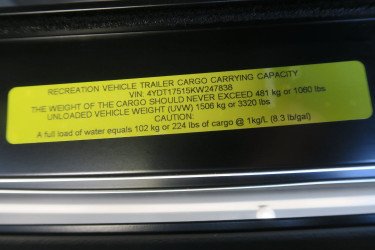 RECREATION VEHICLE TRAILER CARGO CARRYING CAPACITY
VIN: 4YDT17515KW247838
THE WEIGHT OF THE CARGO SHOULD NEVER EXCEED 481 kg or 1060 lbs
UNLOADED VEHICLE WEIGHT (UVW) 1506 kg or 3320 lbs
CAUTION:
A full load of water equals 102 kg or 224 lbs of cargo @ 1kg/L (8.3 lb/gal)